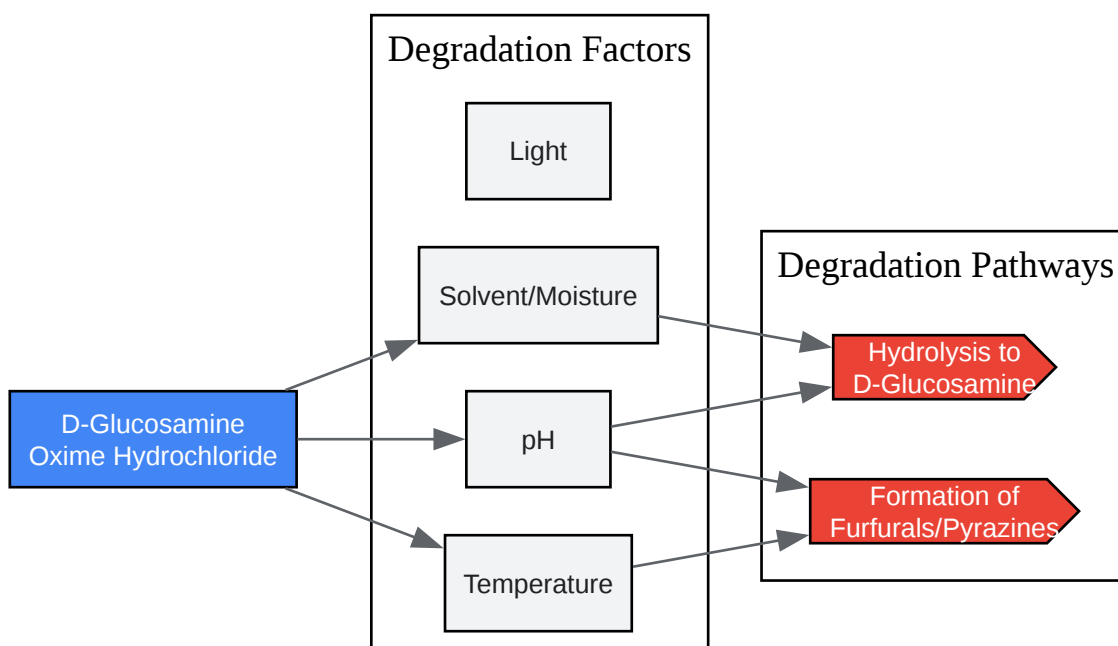 Degradation Factors
Light
Solvent/Moisture
pH
Temperature
D-Glucosamine
Oxime Hydrochloride
Degradation Pathways
Hydrolysis to
D-Glucosamine
Formation of
Furfurals/Pyrazines